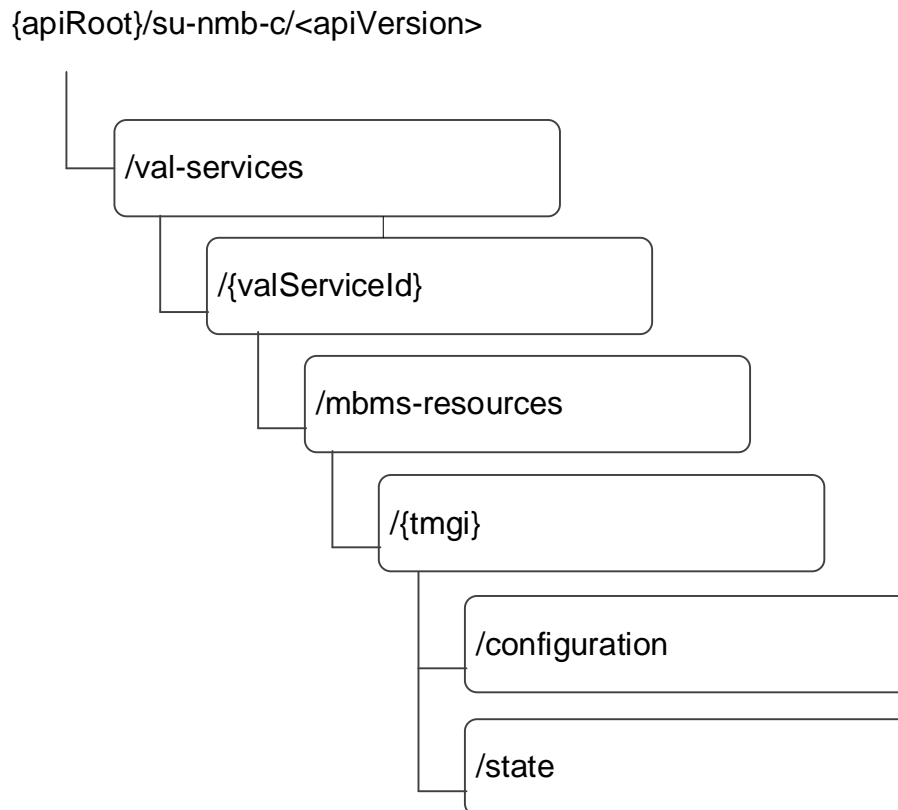 {apiRoot}/su-nmb-c/<apiVersion>
/val-services
/{valServiceId}
/mbms-resources
/{tmgi}
/configuration
/state